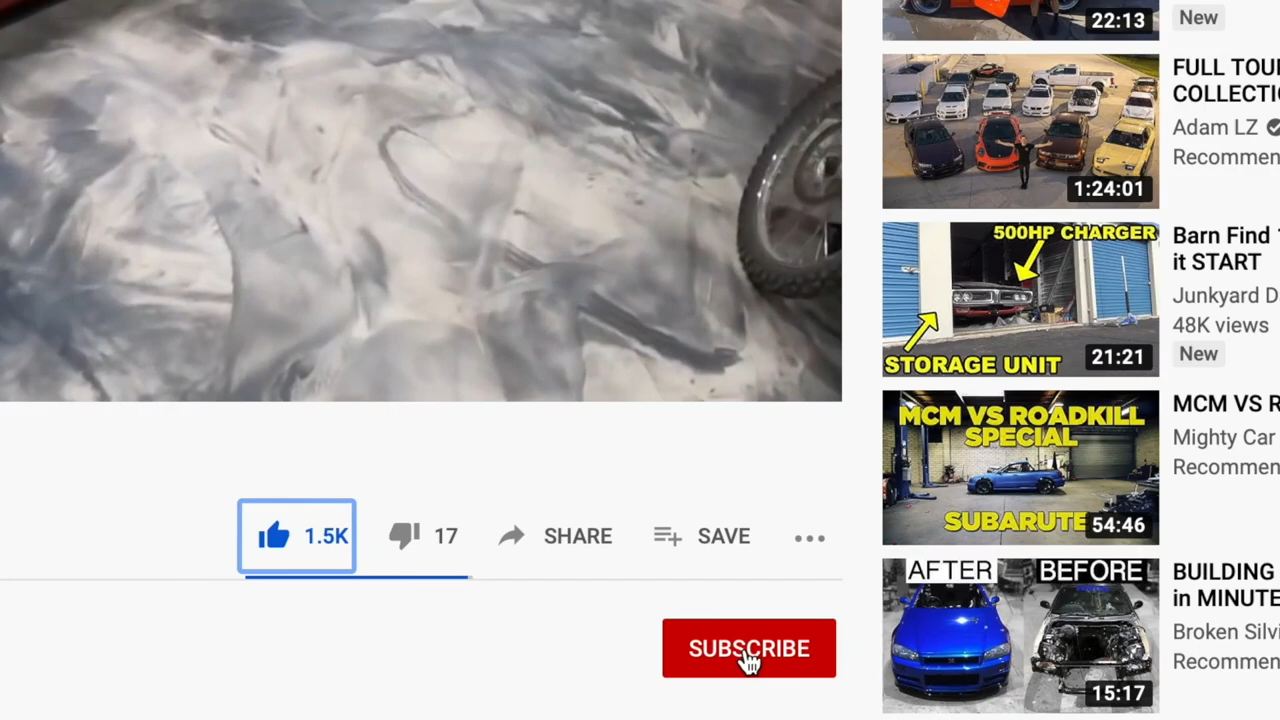 22:13
New
FULL TOU
COLLECTI
Adam LZ
Recommen
1:24:01
500HP CHARGER
STORAGE UNIT
21:21
Barn Find
it START
Junkyard D
48K views
New
MCM VS ROADKILL
SPECIAL
SUBARUTE
54:46
MCM VS R
Mighty Car
Recommen
AFTER BEFORE
15:17
BUILDING
in MINUTE
Broken Silvi
Recommen
1.5K 17 SHARE SAVE
SUBSCRIBE